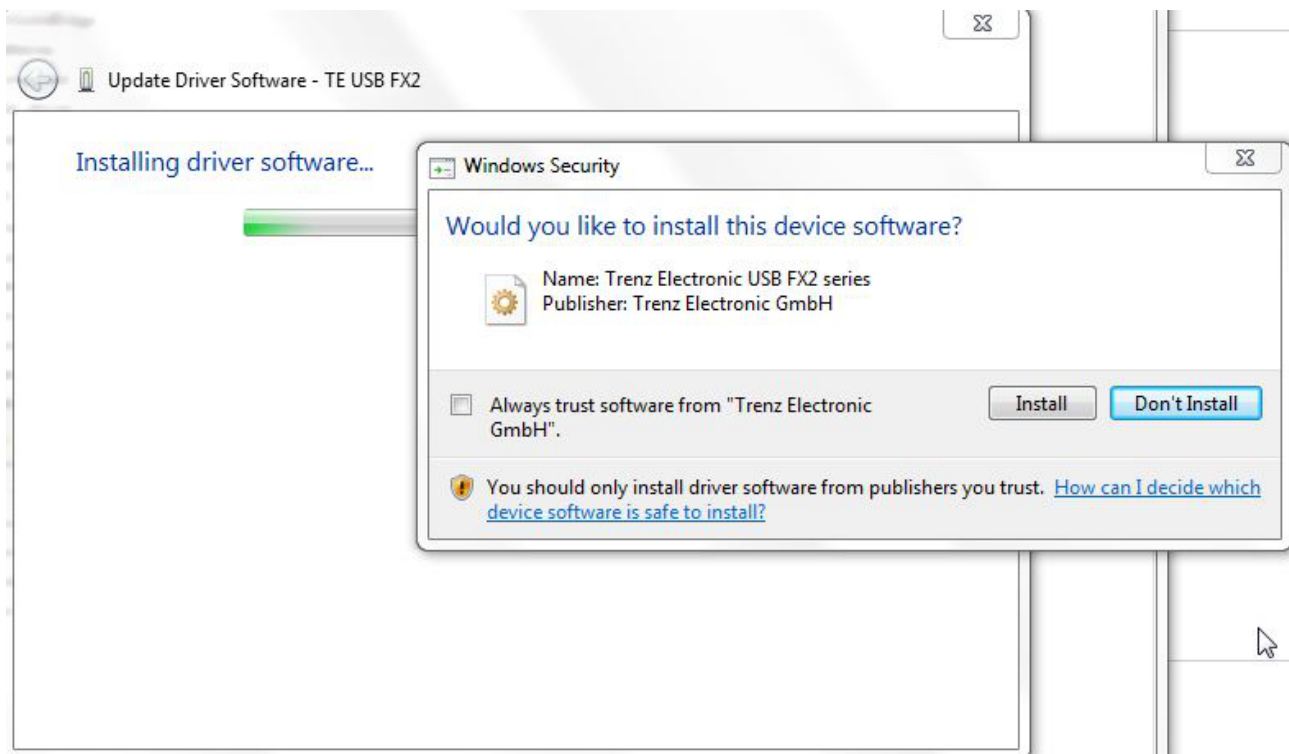 Update Driver Software - TE USB FX2
Installing driver software...
Windows Security
Would you like to install this device software?
Name: Trenz Electronic USB FX2 series
Publisher: Trenz Electronic GmbH
Always trust software from "Trenz Electronic
GmbH".
Install
Don't Install
You should only install driver software from publishers you trust. How can I decide which
device software is safe to install?